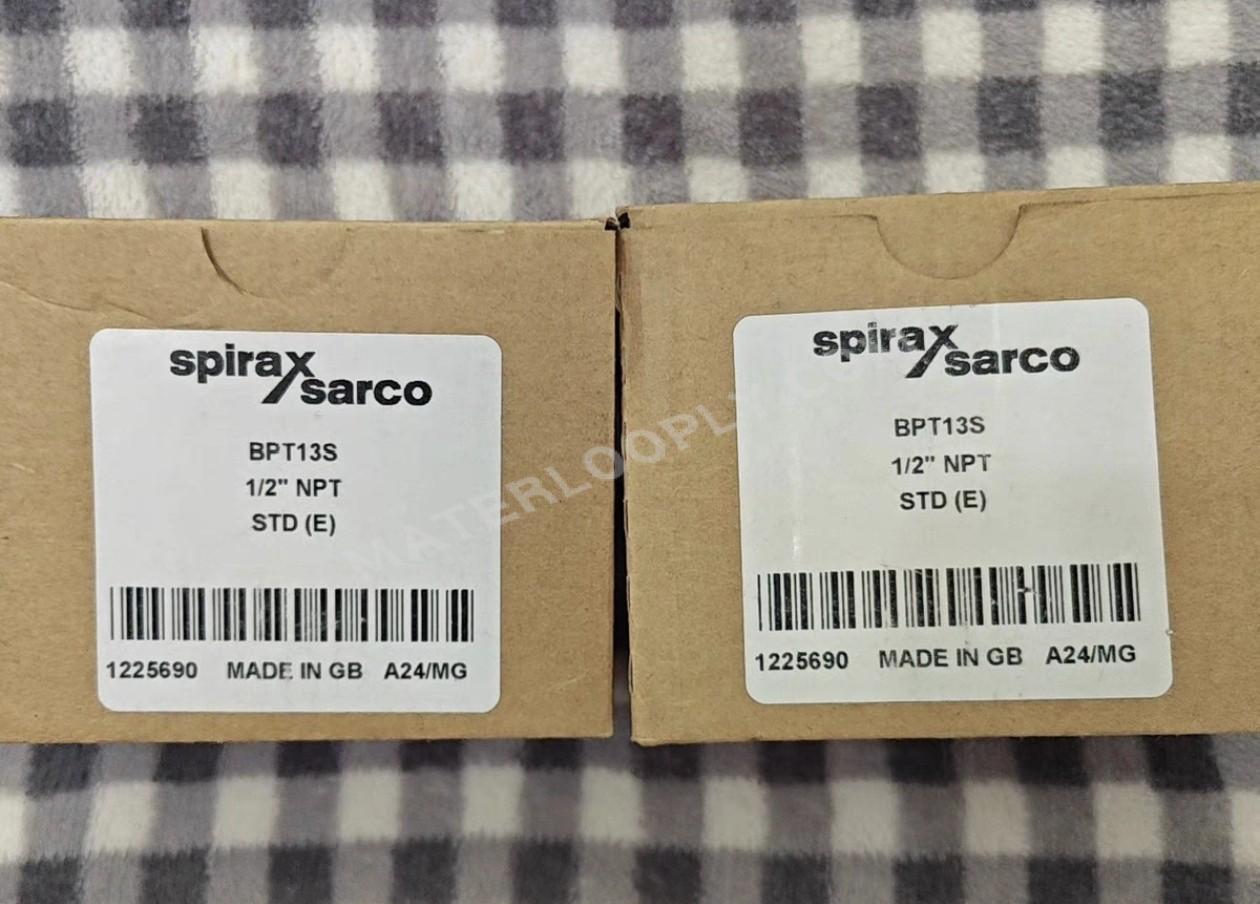 spirax
sarco
BPT13S
1/2" NPT
STD (E)
1225690 MADE IN GB A24/MG
spirax
sarco
BPT13S
1/2" NPT
STD (E)
1225690 MADE IN GB A24/MG